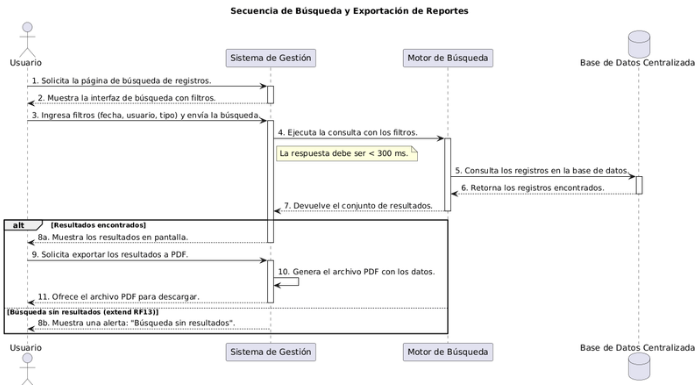 Secuencia de Búsqueda y Exportación de Reportes
Usuario
Sistema de Gestión
Motor de Búsqueda
Base de Datos Centralizada
1. Solicita la página de búsqueda de registros.
2. Muestra la interfaz de búsqueda con filtros.
3. Ingresa filtros (fecha, usuario, tipo) y envía la búsqueda.
4. Ejecuta la consulta con los filtros.
La respuesta debe ser < 300 ms.
5. Consulta los registros en la base de datos.
6. Retorna los registros encontrados.
7. Devuelve el conjunto de resultados.
alt
[Resultados encontrados]
8a. Muestra los resultados en pantalla.
9. Solicita exportar los resultados a PDF.
10. Genera el archivo PDF con los datos.
11. Ofrece el archivo PDF para descargar.
[Búsqueda sin resultados (extend RF13)]
8b. Muestra una alerta: "Búsqueda sin resultados".
Usuario
Sistema de Gestión
Motor de Búsqueda
Base de Datos Centralizada